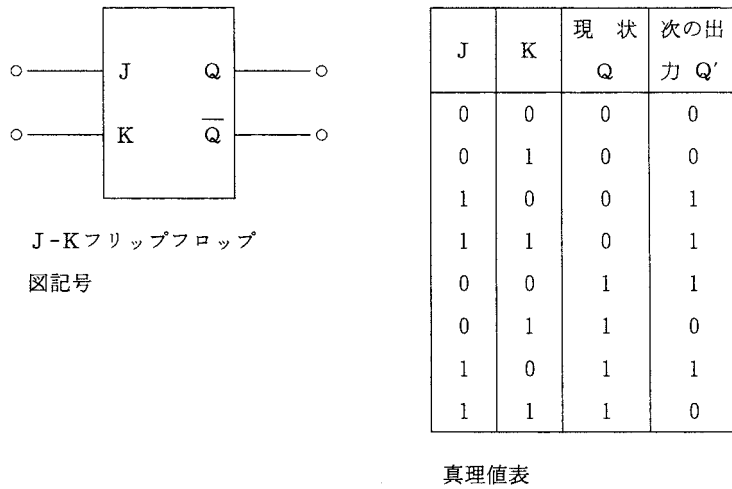 J Q
K Q̅
J-Kフリップフロップ
図記号
J K 現 状 Q 次の出力 Q′
0 0 0 0
0 1 0 0
1 0 0 1
1 1 0 1
0 0 1 1
0 1 1 0
1 0 1 1
1 1 1 0
真理値表